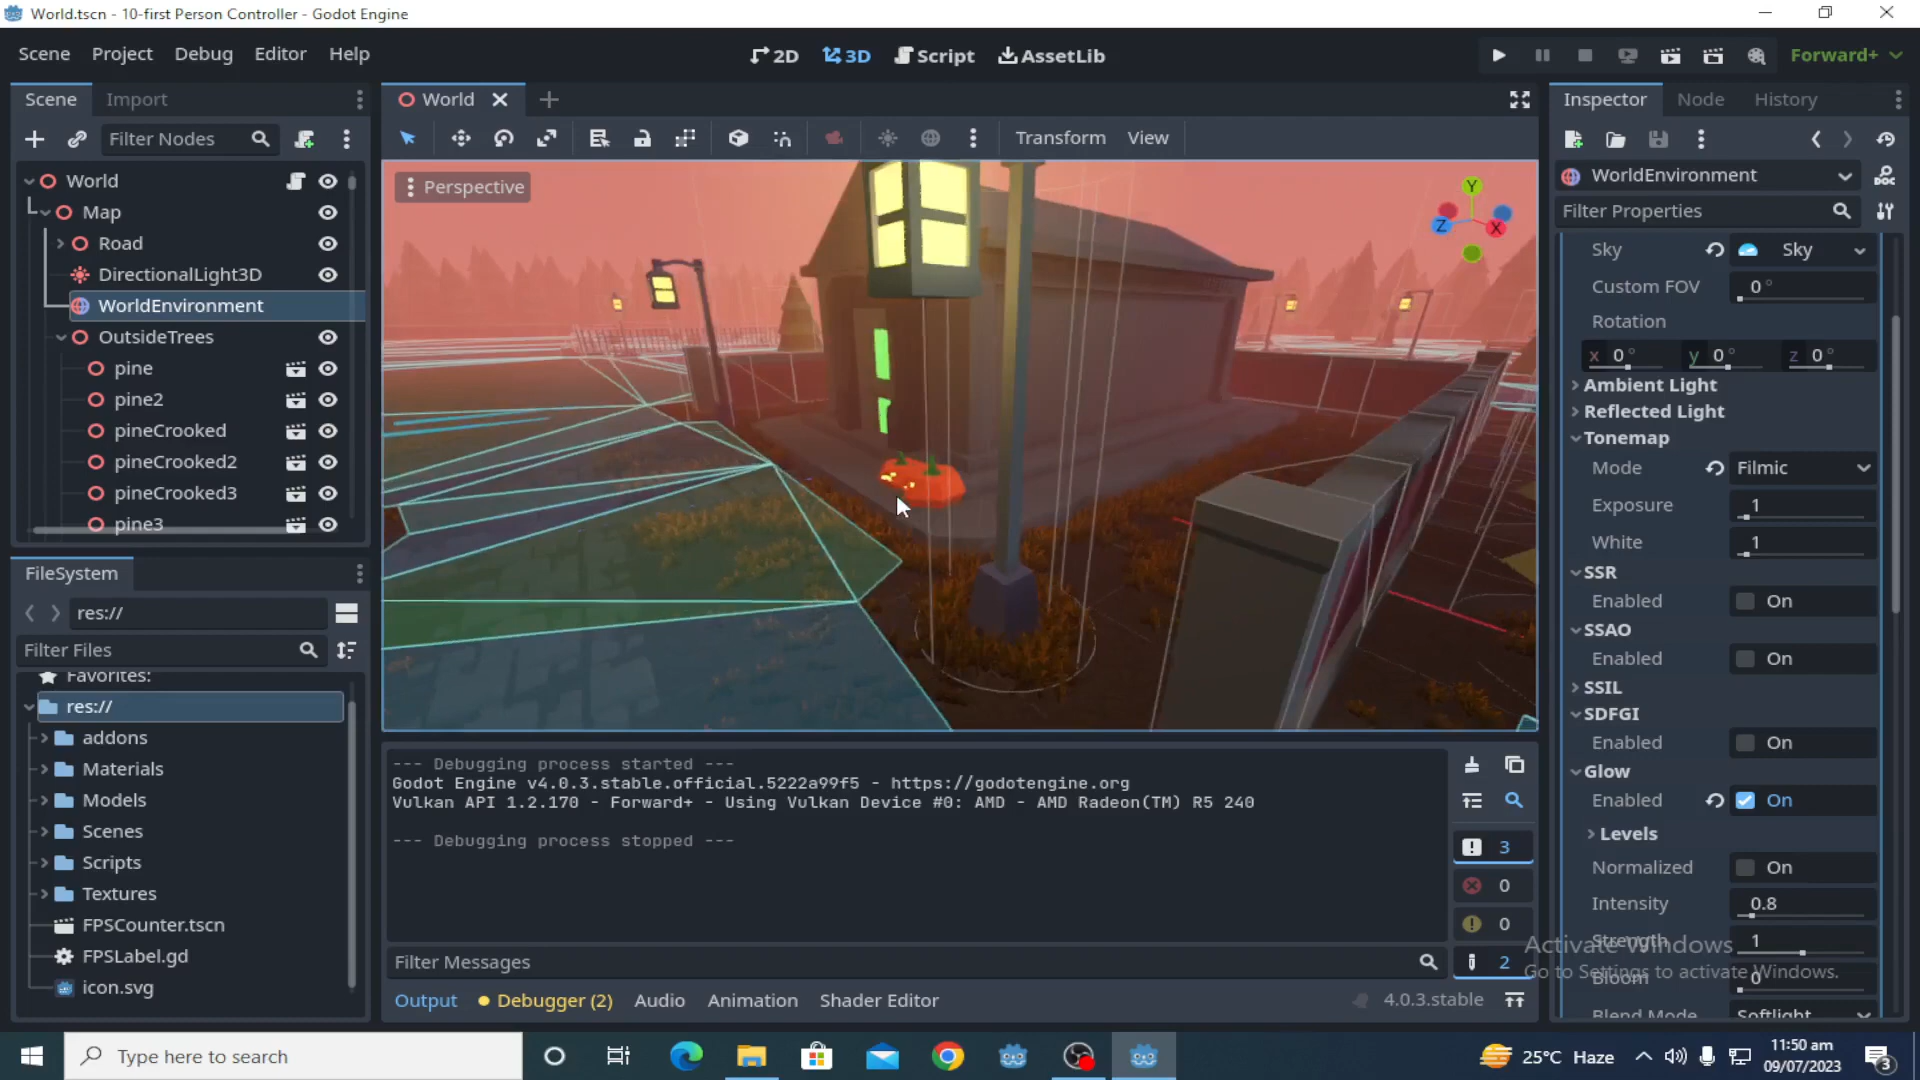 World.tscn - 10-first Person Controller - Godot Engine
Scene Project Debug Editor Help
2D 3D Script AssetLib
Forward+
Scene Import
Filter Nodes
World
Map
Road
DirectionalLight3D
WorldEnvironment
OutsideTrees
pine
pine2
pineCrooked
pineCrooked2
pineCrooked3
pine3
FileSystem
res://
Filter Files
Favorites:
res://
addons
Materials
Models
Scenes
Scripts
Textures
FPSCounter.tscn
FPSLabel.gd
icon.svg
World
Transform View
Perspective
Y
Z
X
--- Debugging process started ---
Godot Engine v4.0.3.stable.official.5222a99f5 - https://godotengine.org
Vulkan API 1.2.170 - Forward+ - Using Vulkan Device #0: AMD - AMD Radeon(TM) R5 240
--- Debugging process stopped ---
3
0
0
2
Filter Messages
Output Debugger (2) Audio Animation Shader Editor
4.0.3.stable
Inspector Node History
WorldEnvironment
DOC
Filter Properties
Sky Sky
Custom FOV 0 °
Rotation
x 0 ° y 0 ° z 0 °
Ambient Light
Reflected Light
Tonemap
Mode Filmic
Exposure 1
White 1
SSR
Enabled On
SSAO
Enabled On
SSIL
SDFGI
Enabled On
Glow
Enabled On
Levels
Normalized On
Intensity 0.8
Strength 1
Bloom 0
Blend Mode Softlight
Activate Windows
Go to Settings to activate Windows.
Type here to search
25°C Haze
11:50 am
09/07/2023
3